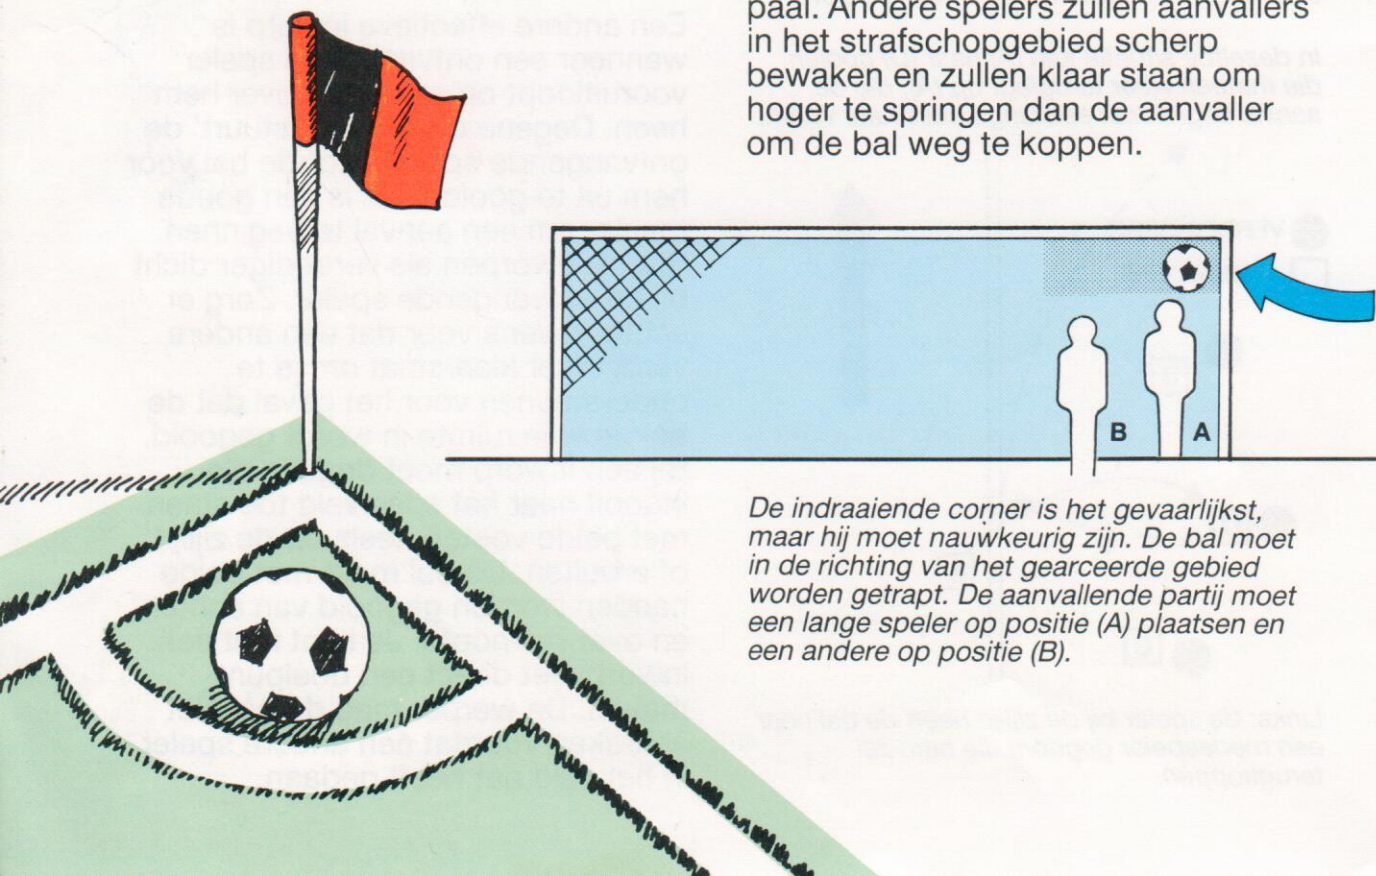 paal. Andere spelers zullen aanvallers
in het strafschopgebied scherp
bewaken en zullen klaar staan om
hoger te springen dan de aanvaller
om de bal weg te koppen.
B A
De indraaiende corner is het gevaarlijkst,
maar hij moet nauwkeurig zijn. De bal moet
in de richting van het gearceerde gebied
worden getrapt. De aanvallende partij moet
een lange speler op positie (A) plaatsen en
een andere op positie (B).